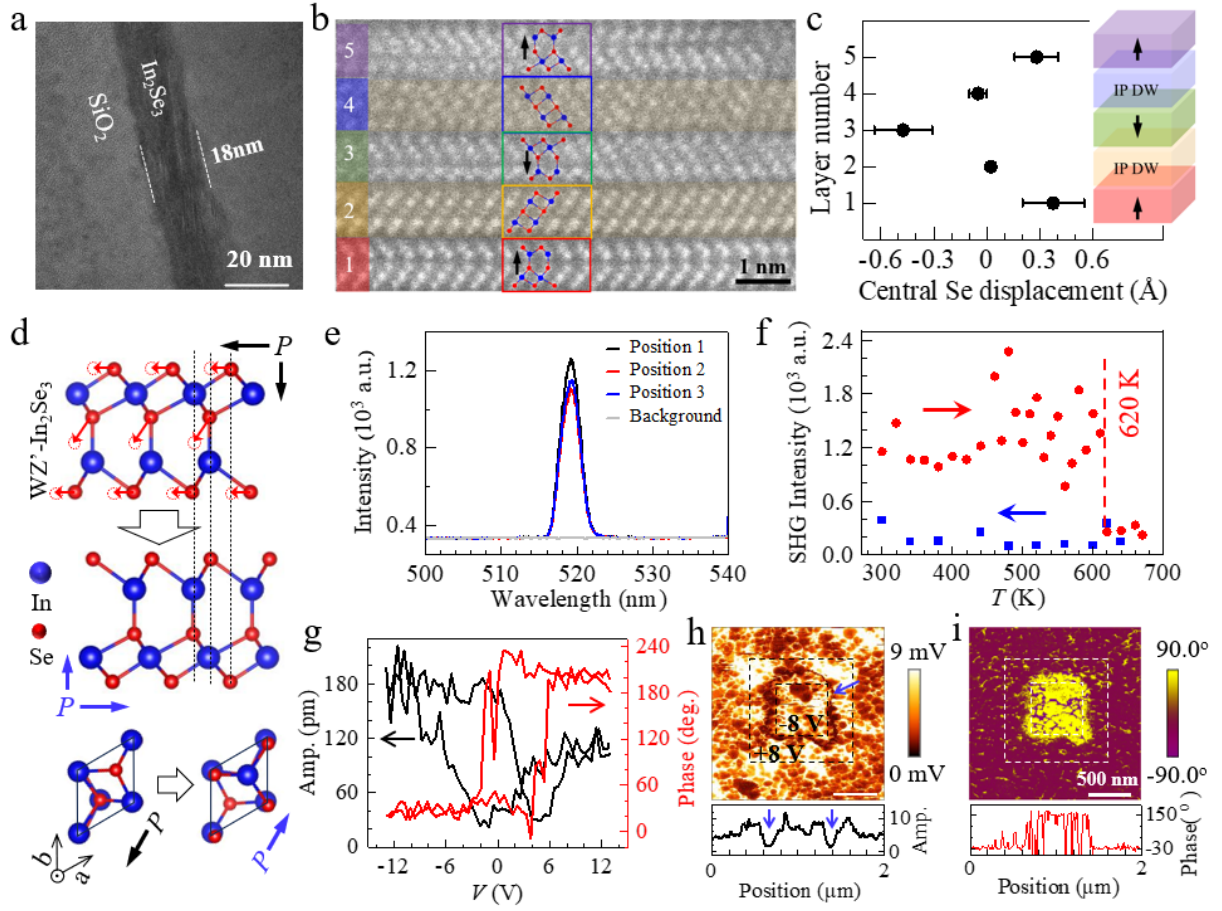 a
SiO2
In2Se3
18nm
20 nm
b
5
4
3
2
1
1 nm
c
Layer number
5
4
3
2
1
-0.6
-0.3
0
0.3
0.6
Central Se displacement (Å)
IP DW
IP DW
d
P
WZ'-In2Se3
In
Se
P
P
P
b
a
e
Intensity (10³ a.u.)
1.2
0.8
0.4
Position 1
Position 2
Position 3
Background
500
510
520
530
540
Wavelength (nm)
f
SHG Intensity (10³ a.u.)
2.4
1.8
1.2
0.6
0.0
620 K
300
400
500
600
700
T (K)
g
Amp. (pm)
180
120
60
0
240
180
120
60
0
Phase (deg.)
-12
-6
0
6
12
V (V)
h
-8 V
+8 V
9 mV
0 mV
10
0
Amp.
0
1
2
Position (μm)
i
90.0°
-90.0°
500 nm
150
-30
Phase(°)
0
1
2
Position (μm)